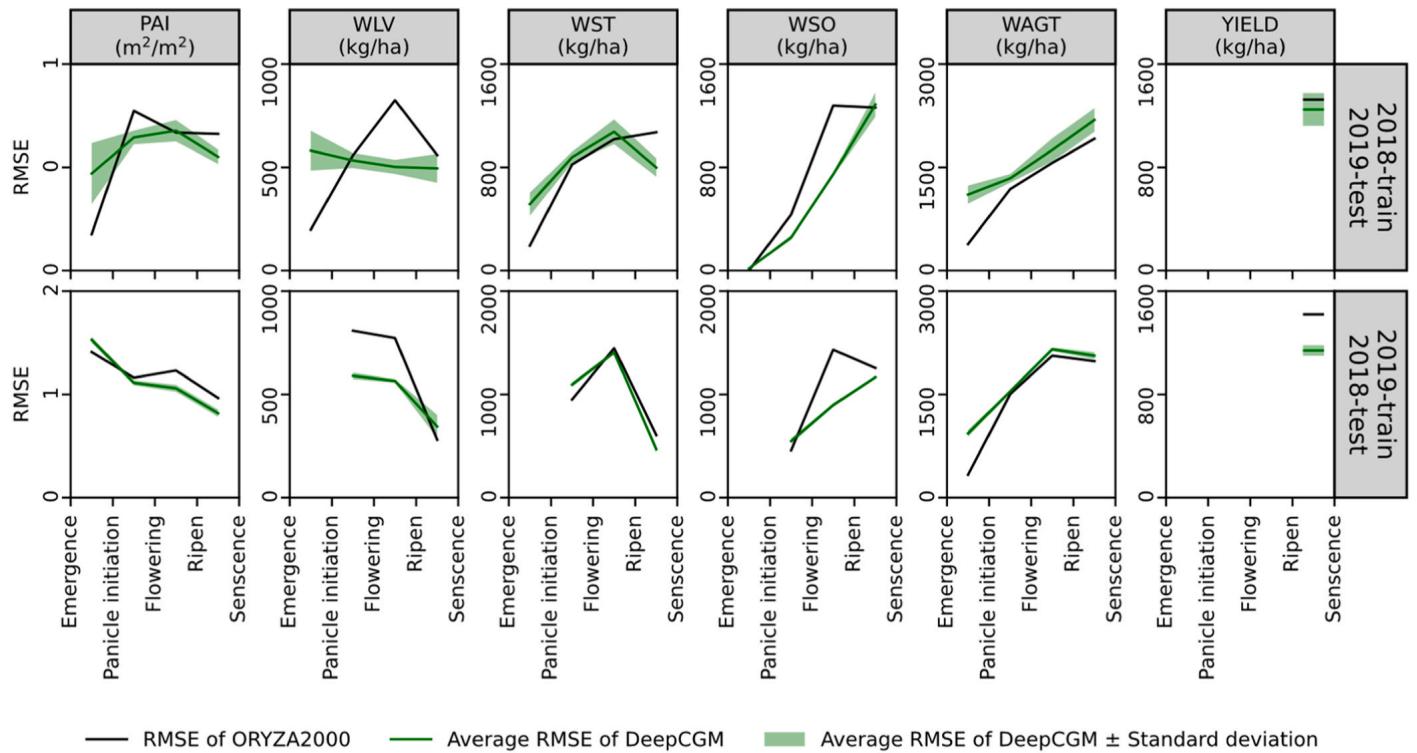 PAI
(m²/m²)
WLV
(kg/ha)
WST
(kg/ha)
WSO
(kg/ha)
WAGT
(kg/ha)
YIELD
(kg/ha)
RMSE
1
0
0
1000
500
0
1600
800
0
1600
800
0
3000
1500
0
1600
800
0
2018-train
2019-test
RMSE
2
1
0
1000
500
0
2000
1000
0
2000
1000
0
3000
1500
0
1600
800
0
2019-train
2018-test
Emergence
Panicle initiation
Flowering
Ripen
Senscence
Emergence
Panicle initiation
Flowering
Ripen
Senscence
Emergence
Panicle initiation
Flowering
Ripen
Senscence
Emergence
Panicle initiation
Flowering
Ripen
Senscence
Emergence
Panicle initiation
Flowering
Ripen
Senscence
Emergence
Panicle initiation
Flowering
Ripen
Senscence
RMSE of ORYZA2000
Average RMSE of DeepCGM
Average RMSE of DeepCGM ± Standard deviation